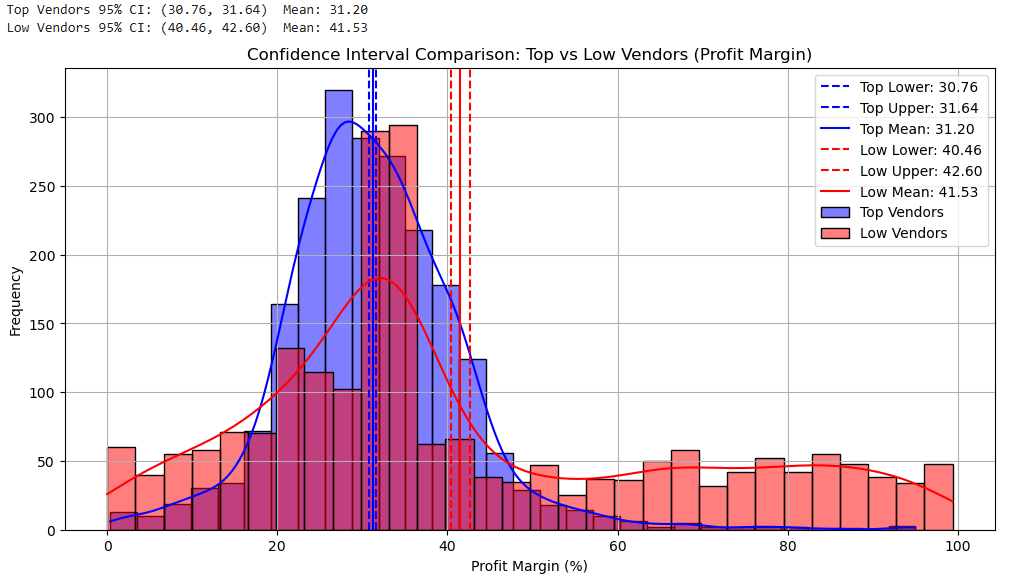 Top Vendors 95% CI: (30.76, 31.64)  Mean: 31.20
Low Vendors 95% CI: (40.46, 42.60)  Mean: 41.53
Confidence Interval Comparison: Top vs Low Vendors (Profit Margin)
Top Lower: 30.76
Top Upper: 31.64
Top Mean: 31.20
Low Lower: 40.46
Low Upper: 42.60
Low Mean: 41.53
Top Vendors
Low Vendors
Frequency
300
250
200
150
100
50
0
0 20 40 60 80 100
Profit Margin (%)